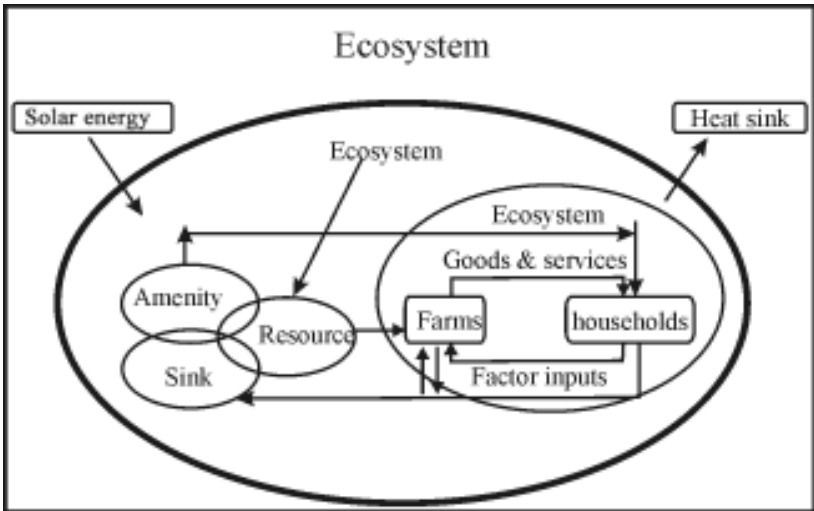 Ecosystem
Solar energy
Heat sink
Ecosystem
Ecosystem
Goods & services
Amenity
Resource
Farms
households
Sink
Factor inputs